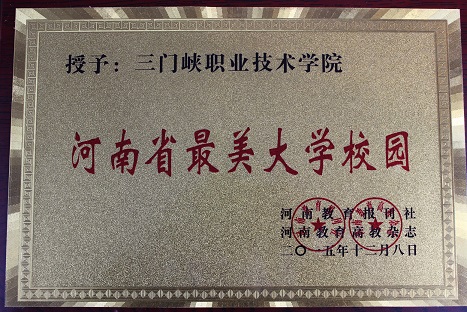 授予：三门峡职业技术学院
河南省最美大学校园
河南教育报刊社
河南教育高教杂志
二〇一五年十二月八日